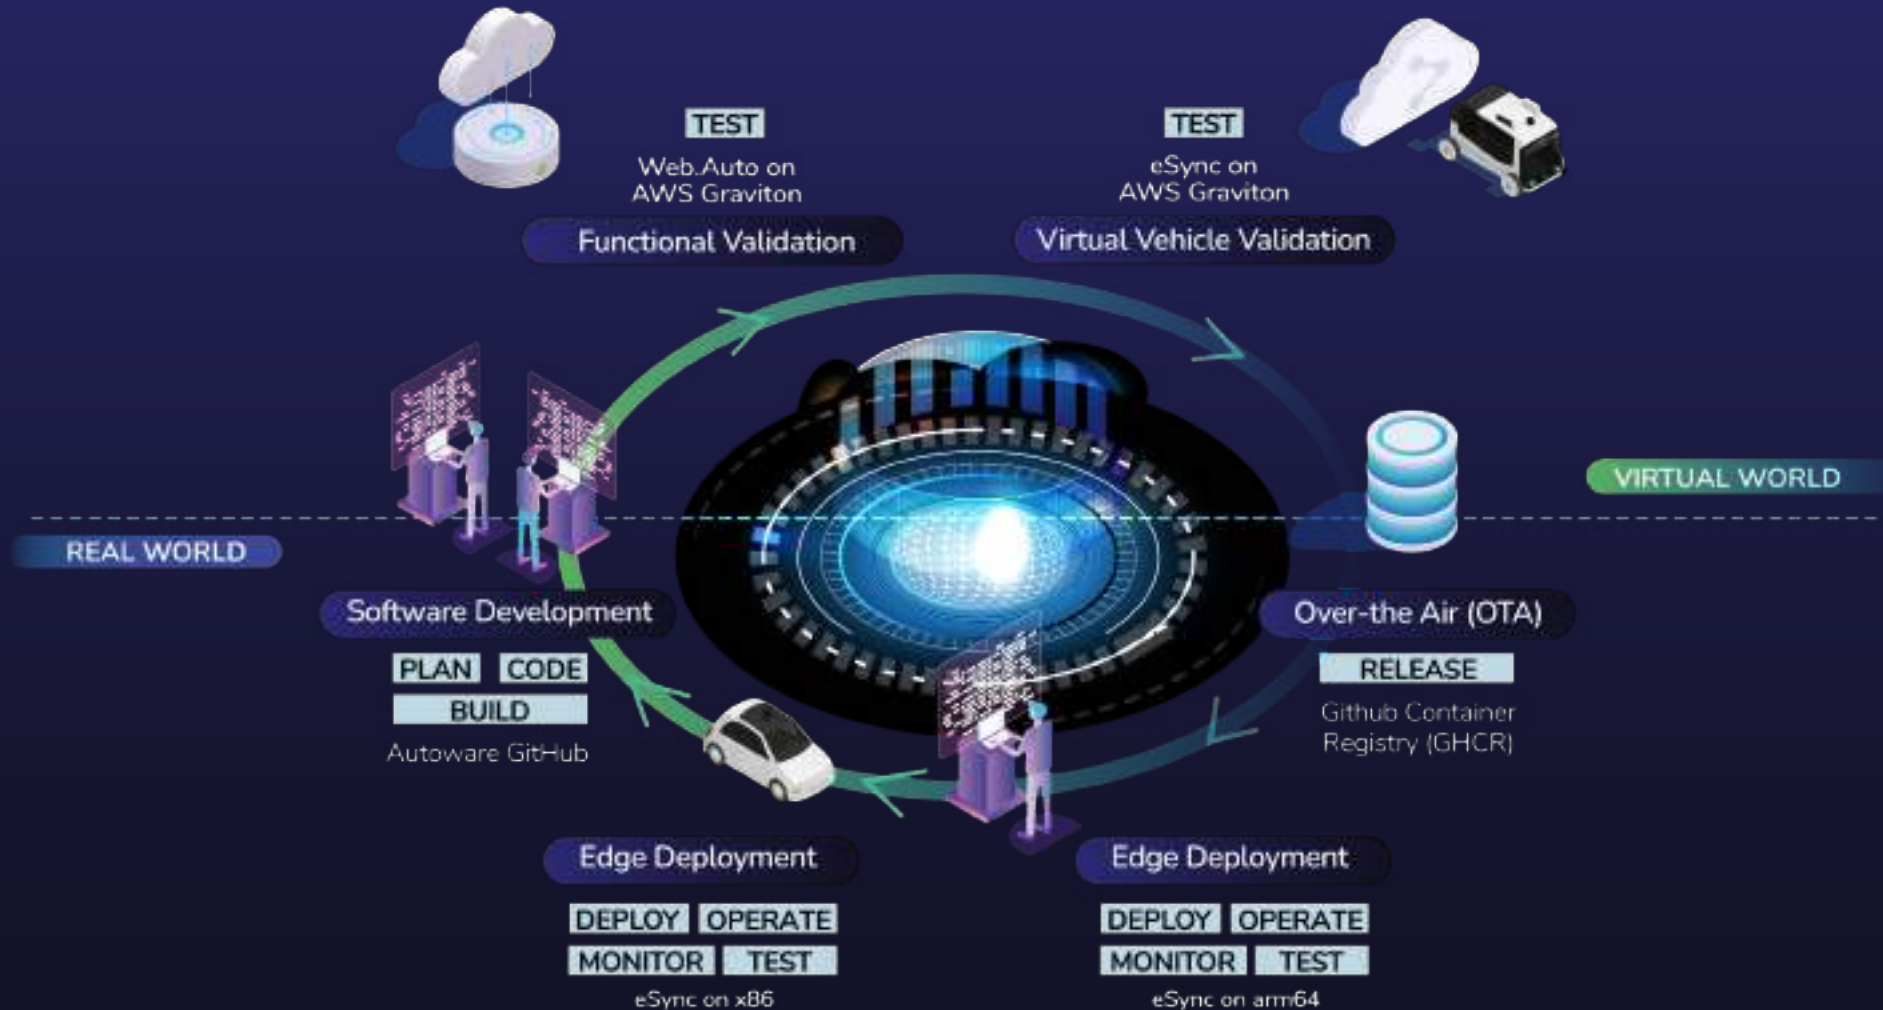 TEST
Web.Auto on
AWS Graviton
Functional Validation
TEST
eSync on
AWS Graviton
Virtual Vehicle Validation
VIRTUAL WORLD
REAL WORLD
Software Development
PLAN CODE
BUILD
Autoware GitHub
Over-the Air (OTA)
RELEASE
Github Container
Registry (GHCR)
Edge Deployment
DEPLOY OPERATE
MONITOR TEST
eSync on x86
Edge Deployment
DEPLOY OPERATE
MONITOR TEST
eSync on arm64